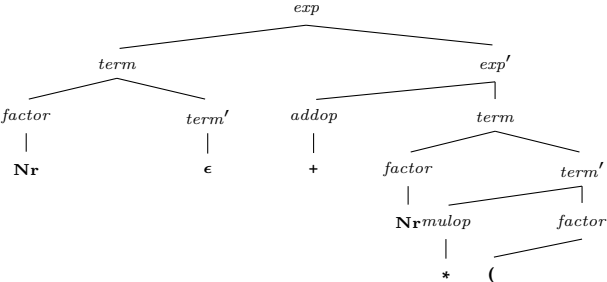 exp
term exp′
factor term′ addop term
Nr ϵ + factor term′
Nr mulop factor
* (